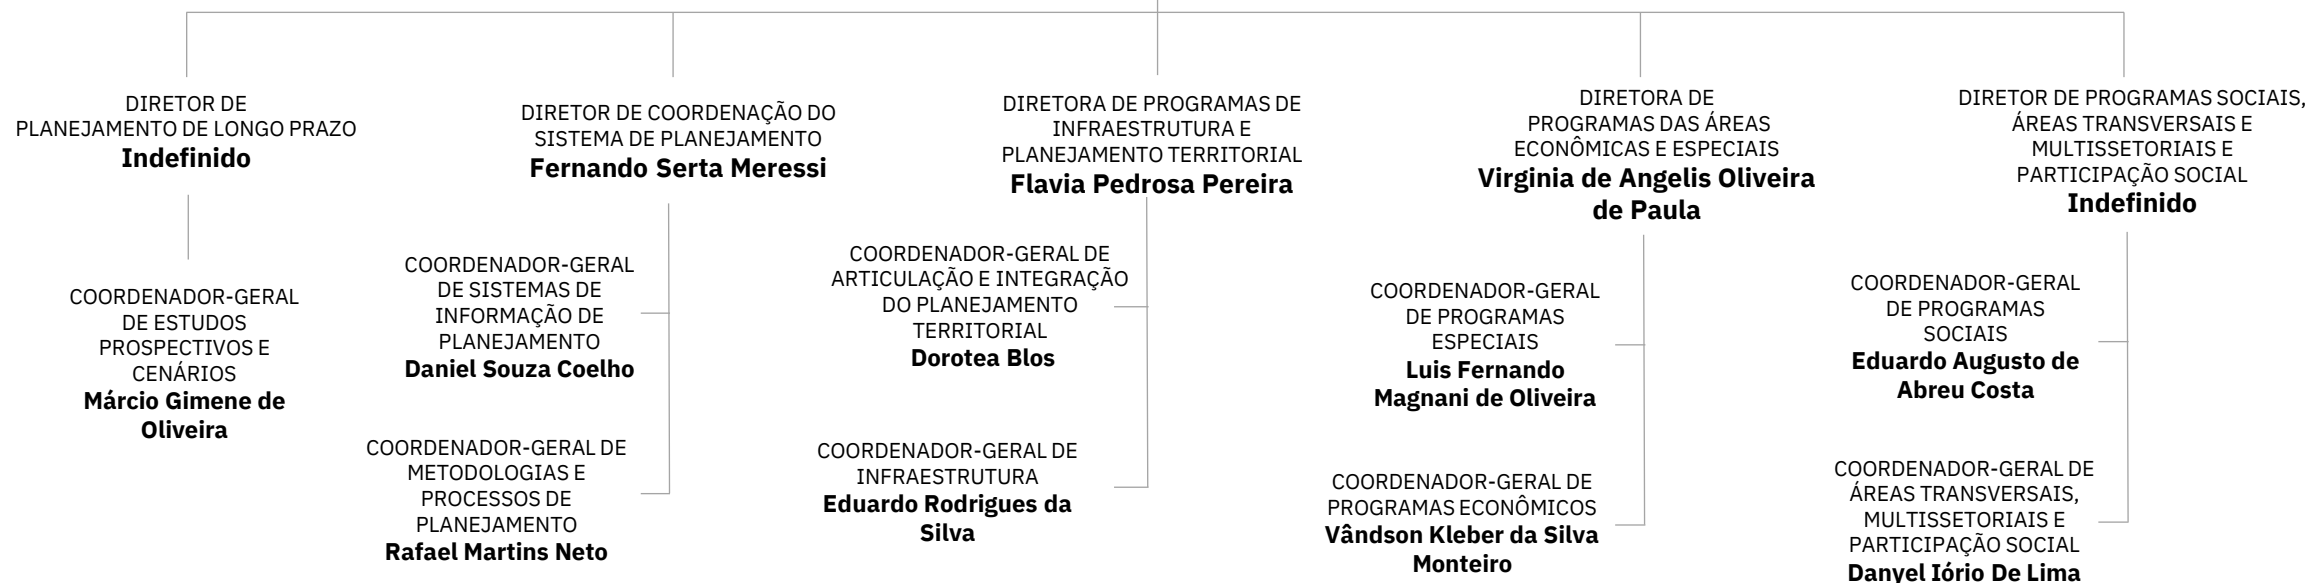 DIRETOR DE
PLANEJAMENTO DE LONGO PRAZO
Indefinido
COORDENADOR-GERAL
DE ESTUDOS
PROSPECTIVOS E
CENÁRIOS
Márcio Gimene de
Oliveira
DIRETOR DE COORDENAÇÃO DO
SISTEMA DE PLANEJAMENTO
Fernando Serta Meressi
COORDENADOR-GERAL
DE SISTEMAS DE
INFORMAÇÃO DE
PLANEJAMENTO
Daniel Souza Coelho
COORDENADOR-GERAL DE
METODOLOGIAS E
PROCESSOS DE
PLANEJAMENTO
Rafael Martins Neto
DIRETORA DE PROGRAMAS DE
INFRAESTRUTURA E
PLANEJAMENTO TERRITORIAL
Flavia Pedrosa Pereira
COORDENADOR-GERAL DE
ARTICULAÇÃO E INTEGRAÇÃO
DO PLANEJAMENTO
TERRITORIAL
Dorotea Blos
COORDENADOR-GERAL DE
INFRAESTRUTURA
Eduardo Rodrigues da
Silva
DIRETORA DE
PROGRAMAS DAS ÁREAS
ECONÔMICAS E ESPECIAIS
Virginia de Angelis Oliveira
de Paula
COORDENADOR-GERAL
DE PROGRAMAS
ESPECIAIS
Luis Fernando
Magnani de Oliveira
COORDENADOR-GERAL DE
PROGRAMAS ECONÔMICOS
Vândson Kleber da Silva
Monteiro
DIRETOR DE PROGRAMAS SOCIAIS,
ÁREAS TRANSVERSAIS E
MULTISSETORIAIS E
PARTICIPAÇÃO SOCIAL
Indefinido
COORDENADOR-GERAL
DE PROGRAMAS
SOCIAIS
Eduardo Augusto de
Abreu Costa
COORDENADOR-GERAL DE
ÁREAS TRANSVERSAIS,
MULTISSETORIAIS E
PARTICIPAÇÃO SOCIAL
Danyel Iório De Lima